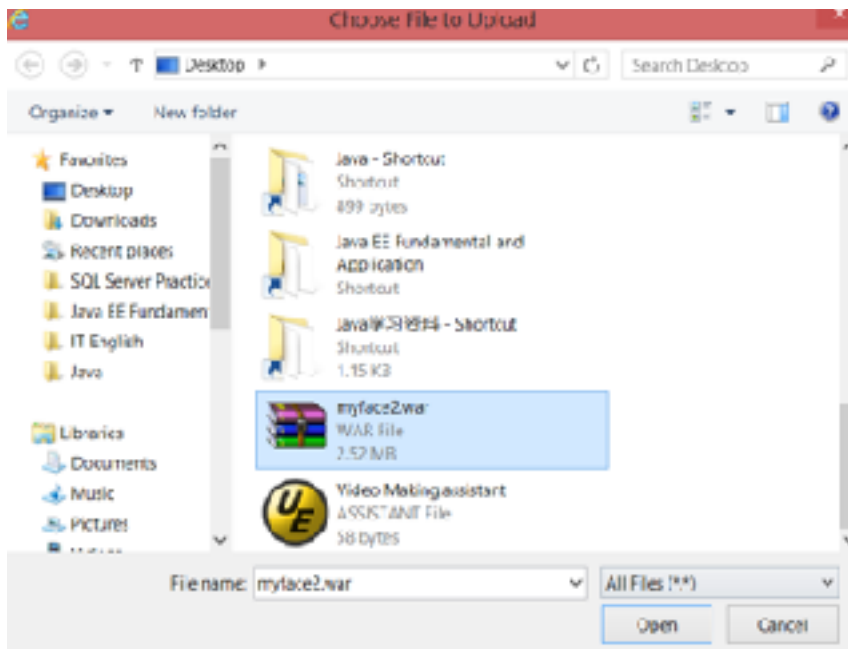 Choose File to Upload
Desktop
Search Desktop
Organize
New folder
Favorites
Desktop
Downloads
Recent places
SQL Server Practice
Java EE Fundamen
IT English
Java
Libraries
Documents
Music
Pictures
Java - Shortcut
Shortcut
899 bytes
Java EE Fundamental and
Application
Shortcut
Java学习资料 - Shortcut
Shortcut
1.15 KB
myface2.war
WAR File
2.52 MB
UE
Video Making assistant
ASSISTANT File
58 bytes
File name:
myface2.war
All Files (*.*)
Open
Cancel